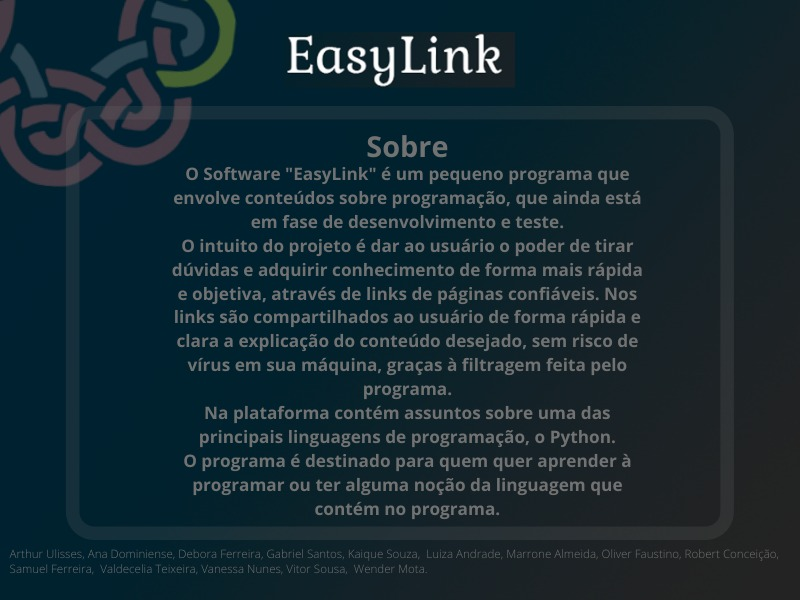 EasyLink
Sobre
O Software "EasyLink" é um pequeno programa que
envolve conteúdos sobre programação, que ainda está
em fase de desenvolvimento e teste.
O intuito do projeto é dar ao usuário o poder de tirar
dúvidas e adquirir conhecimento de forma mais rápida
e objetiva, através de links de páginas confiáveis. Nos
links são compartilhados ao usuário de forma rápida e
clara a explicação do conteúdo desejado, sem risco de
vírus em sua máquina, graças à filtragem feita pelo
programa.
Na plataforma contém assuntos sobre uma das
principais linguagens de programação, o Python.
O programa é destinado para quem quer aprender à
programar ou ter alguma noção da linguagem que
contém no programa.
Arthur Ulisses, Ana Dominiense, Debora Ferreira, Gabriel Santos, Kaique Souza, Luiza Andrade, Marrone Almeida, Oliver Faustino, Robert Conceição,
Samuel Ferreira, Valdecelia Teixeira, Vanessa Nunes, Vitor Sousa, Wender Mota.